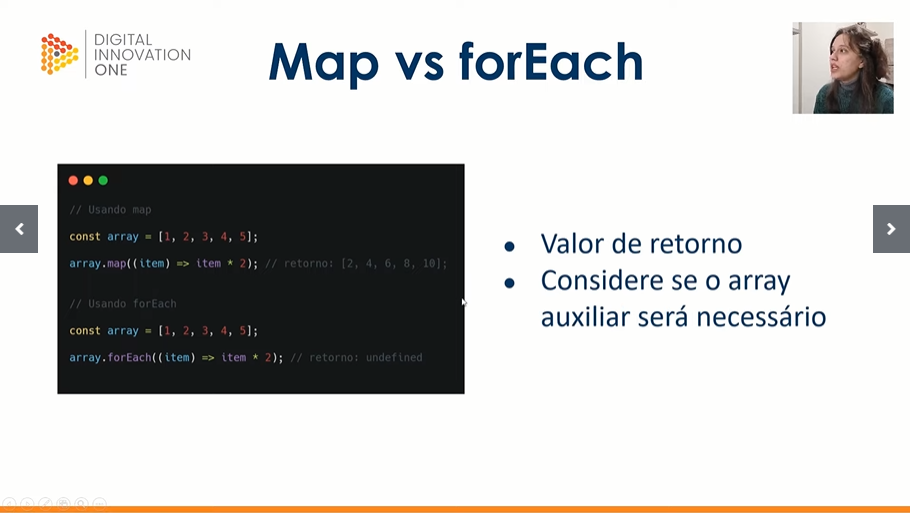 DIGITAL
INNOVATION
ONE
Map vs forEach
// Usando map
const array = [1, 2, 3, 4, 5];
array.map((item) => item * 2); // retorno: [2, 4, 6, 8, 10];
// Usando forEach
const array = [1, 2, 3, 4, 5];
array.forEach((item) => item * 2); // retorno: undefined
● Valor de retorno
● Considere se o array
auxiliar será necessário